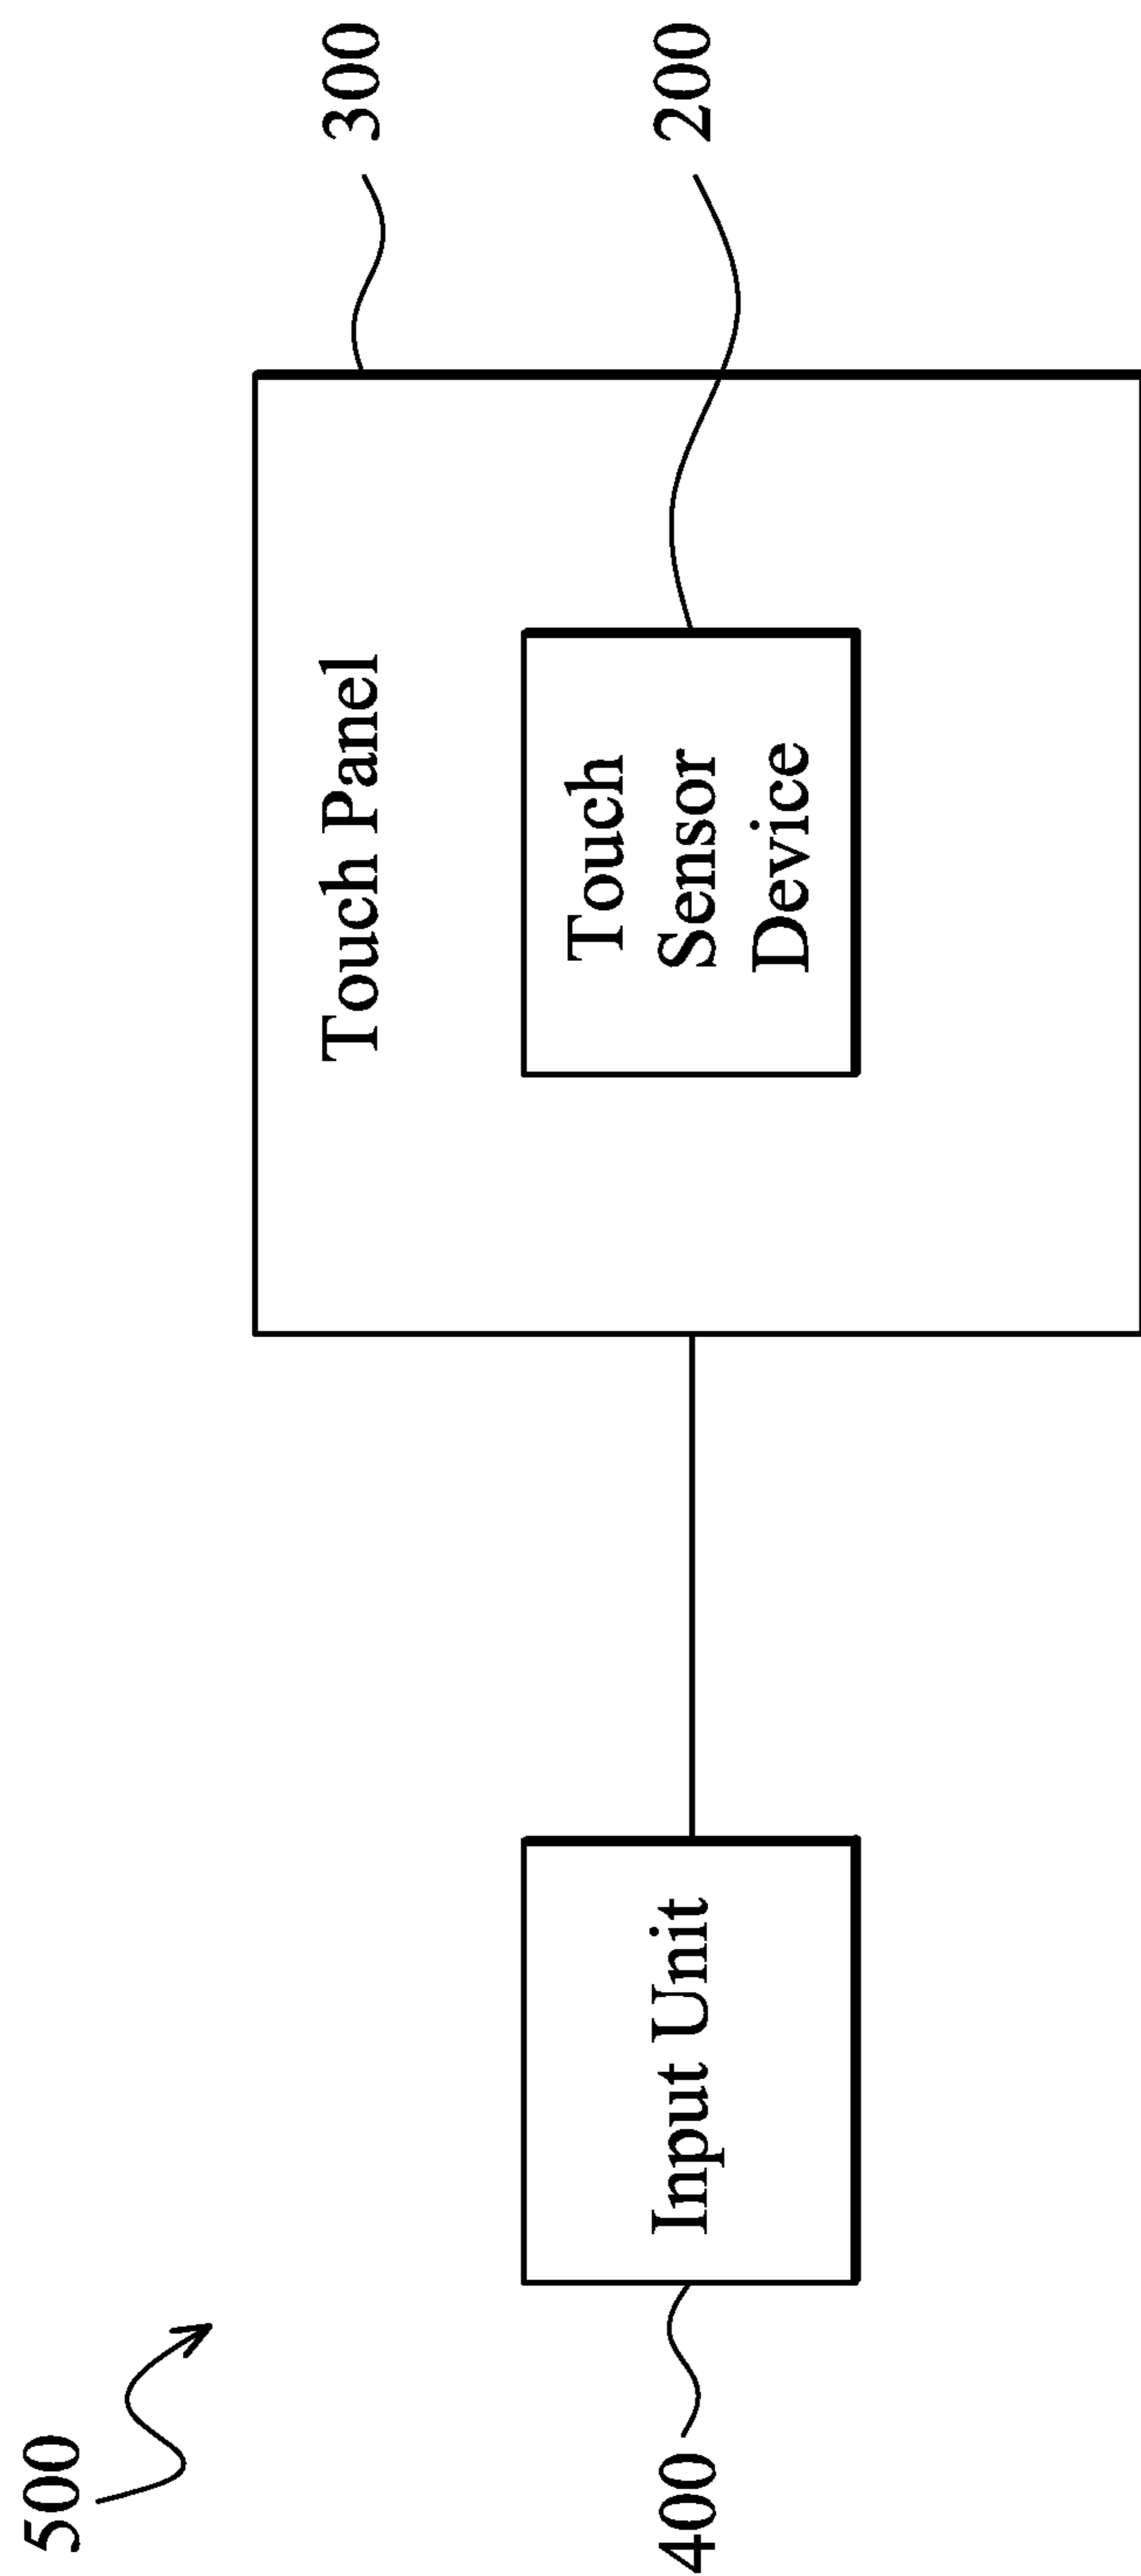 500
Touch Panel
300
Touch
Sensor
Device
200
Input Unit
400